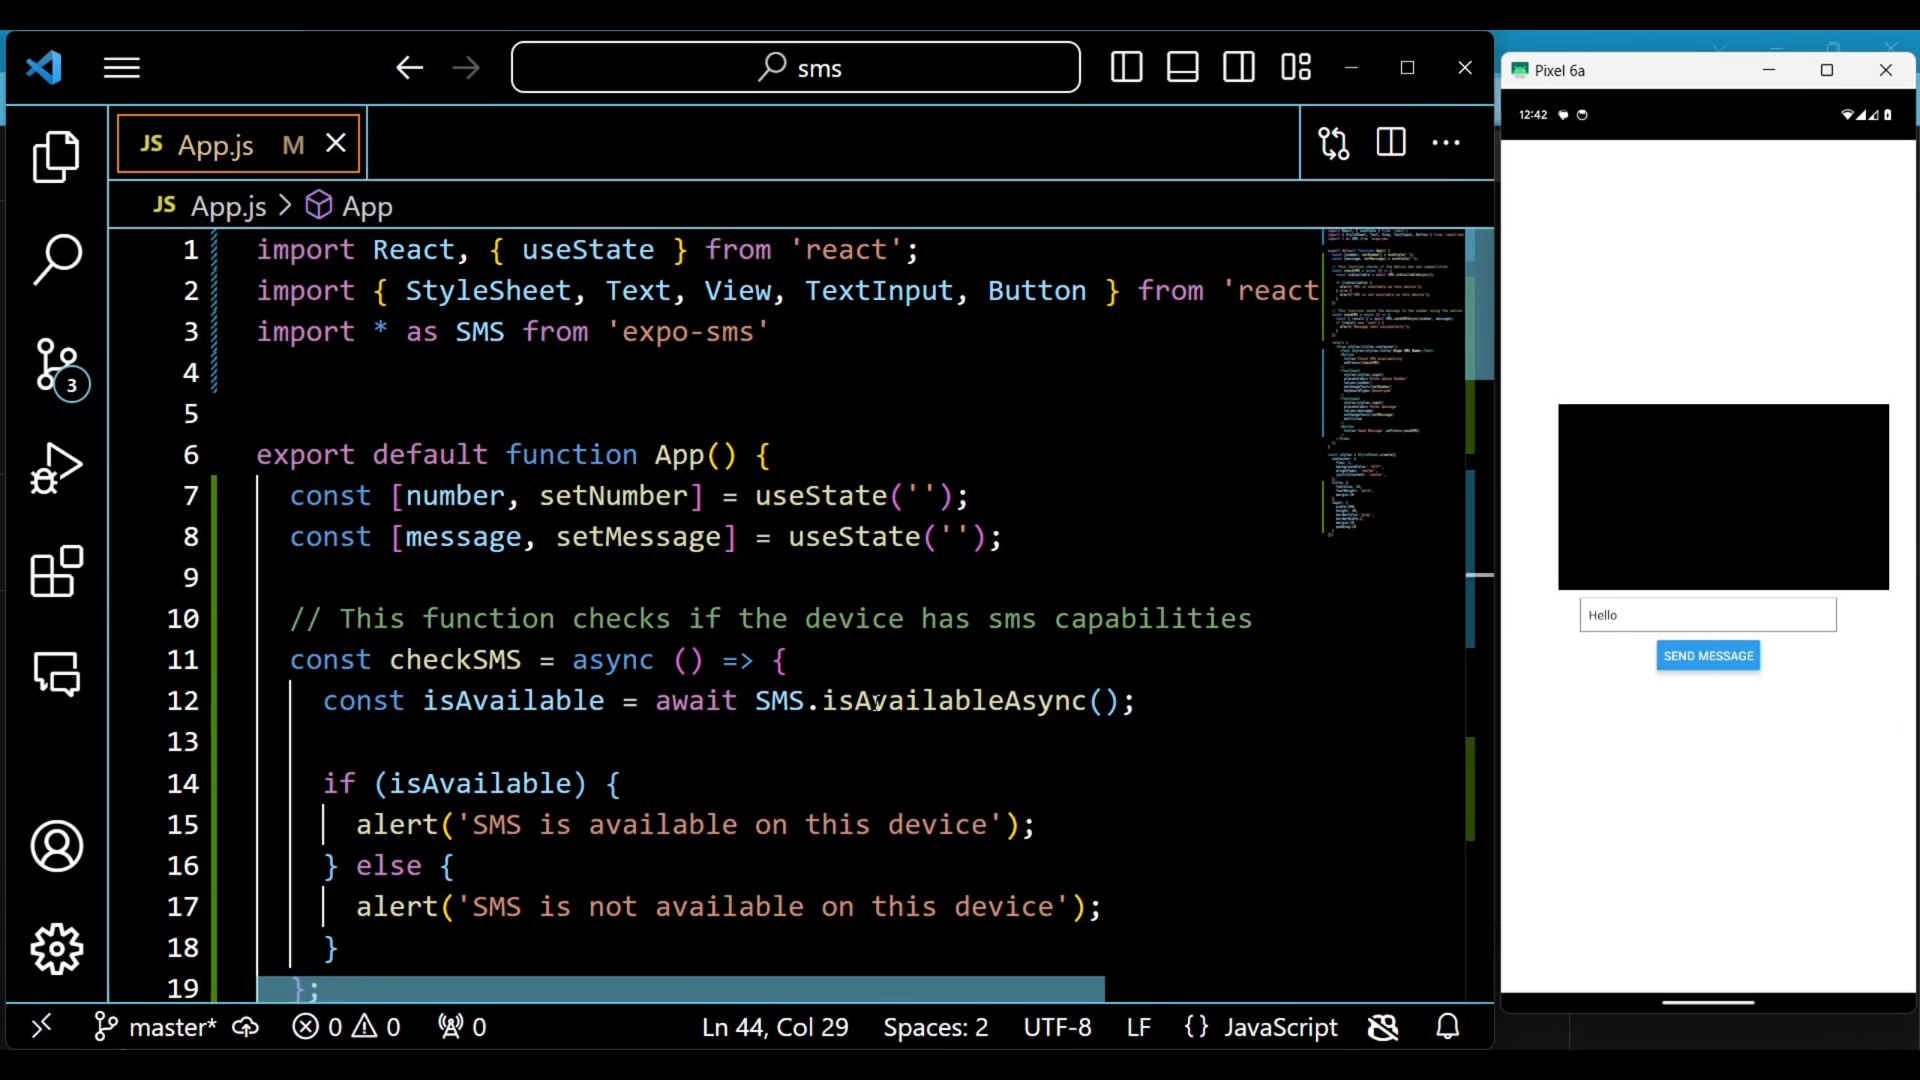 sms
JS App.js M
JS App.js > App
1 import React, { useState } from 'react';
2 import { StyleSheet, Text, View, TextInput, Button } from 'react
3 import * as SMS from 'expo-sms'
4
5
6 export default function App() {
7 const [number, setNumber] = useState('');
8 const [message, setMessage] = useState('');
9
10 // This function checks if the device has sms capabilities
11 const checkSMS = async () => {
12 const isAvailable = await SMS.isAvailableAsync();
13
14 if (isAvailable) {
15 alert('SMS is available on this device');
16 } else {
17 alert('SMS is not available on this device');
18 }
19 };
3
master* 0 0 0 Ln 44, Col 29 Spaces: 2 UTF-8 LF {} JavaScript
Pixel 6a
12:42
Hello
SEND MESSAGE